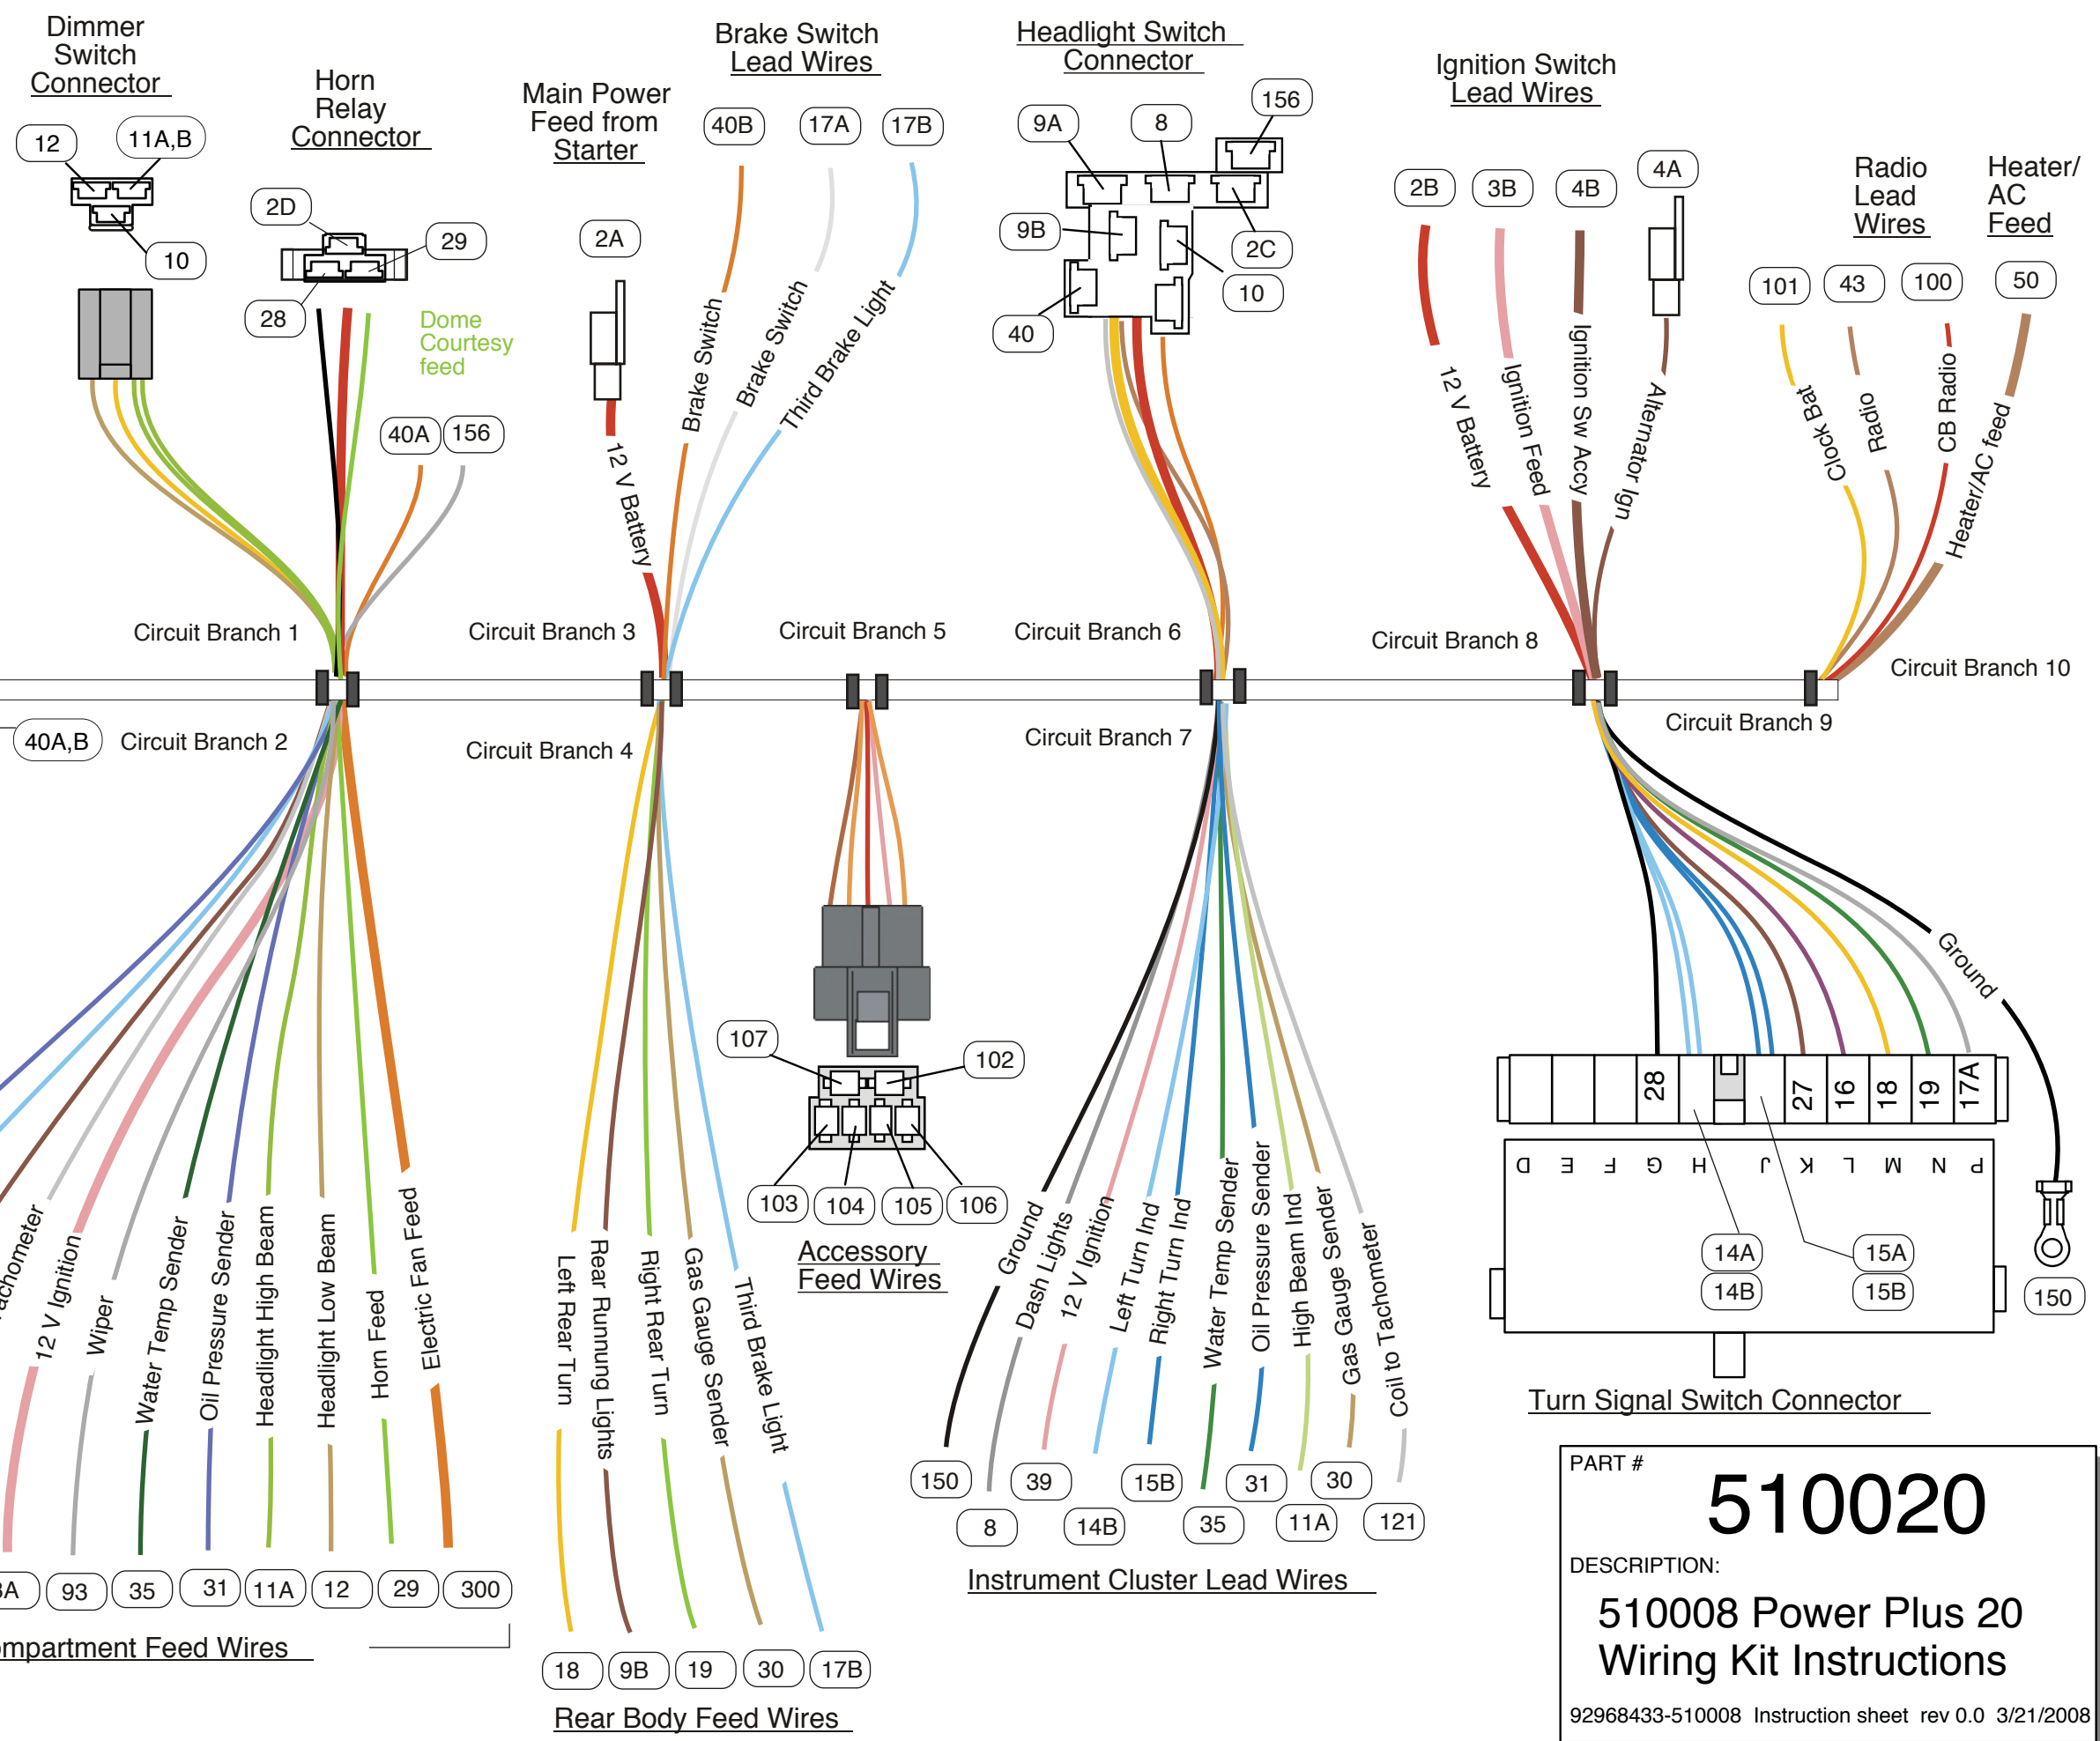 Dimmer
Switch
Connector
12
11A,B
10
Horn
Relay
Connector
2D
29
28
Dome
Courtesy
feed
40A
156
Main Power
Feed from
Starter
2A
12 V Battery
Brake Switch
Lead Wires
40B
17A
17B
Brake Switch
Brake Switch
Third Brake Light
Headlight Switch
Connector
156
9A
8
9B
2C
10
40
Ignition Switch
Lead Wires
2B
3B
4B
4A
12 V Battery
Ignition Feed
Ignition Sw Accy
Alternator Ign
Radio
Lead
Wires
Heater/
AC
Feed
101
43
100
50
Clock Bat
Radio
CB Radio
Heater/AC feed
Circuit Branch 1
Circuit Branch 3
Circuit Branch 5
Circuit Branch 6
Circuit Branch 8
Circuit Branch 10
40A,B
Circuit Branch 2
Circuit Branch 4
Circuit Branch 7
Circuit Branch 9
achometer
12 V Ignition
Wiper
Water Temp Sender
Oil Pressure Sender
Headlight High Beam
Headlight Low Beam
Horn Feed
Electric Fan Feed
93
35
31
11A
12
29
300
ompartment Feed Wires
Left Rear Turn
Rear Runnung Lights
Right Rear Turn
Gas Gauge Sender
Third Brake Light
18
9B
19
30
17B
Rear Body Feed Wires
107
102
103
104
105
106
Accessory
Feed Wires
Ground
Dash Lights
12 V Ignition
Left Turn Ind
Right Turn Ind
Water Temp Sender
Oil Pressure Sender
High Beam Ind
Gas Gauge Sender
Coil to Tachometer
150
8
39
14B
15B
35
31
11A
30
121
Instrument Cluster Lead Wires
Ground
28
27
16
18
19
17A
D E F G H J K L M N P
14A
14B
15A
15B
150
Turn Signal Switch Connector
PART #
510020
DESCRIPTION:
510008 Power Plus 20
Wiring Kit Instructions
92968433-510008 Instruction sheet rev 0.0 3/21/2008